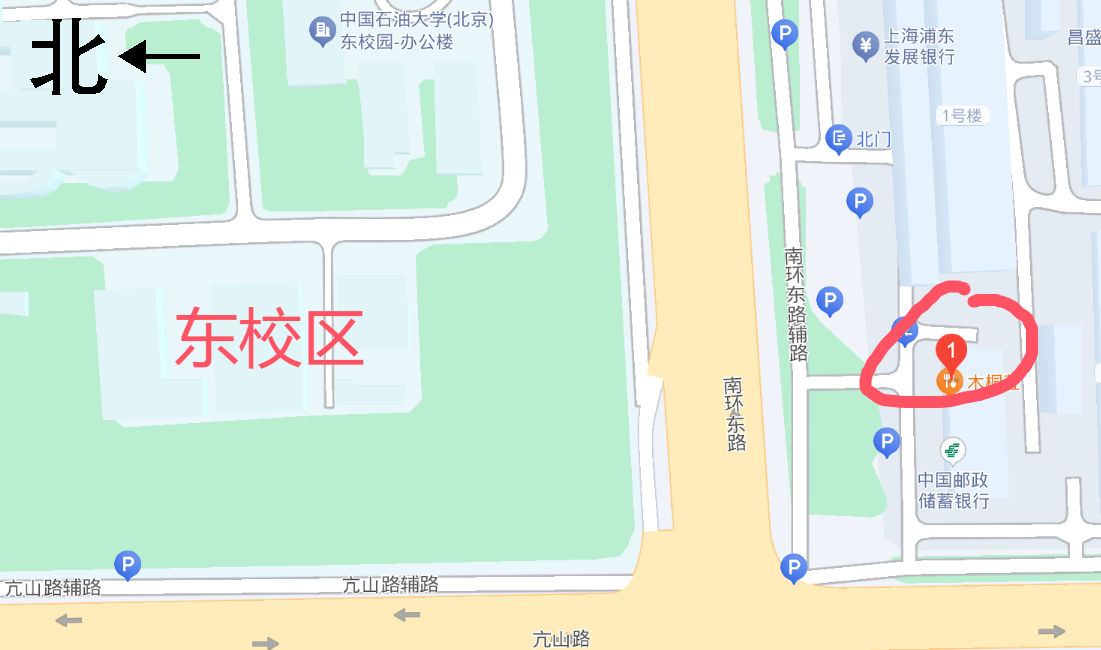 北
中国石油大学(北京)
东校园-办公楼
P
上海浦东
发展银行
昌盛
3号
1号楼
北门
P
南环东路辅路
P
东校区
1
南环东路
P
中国邮政
储蓄银行
P
亢山路辅路
亢山路辅路
P
亢山路